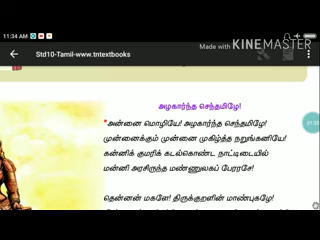 11:34 AM
Made with KINEMASTER
Std10-Tamil-www.tntextbooks
அழகார்ந்த செந்தமிழே!
*அன்னை மொழியே! அழகார்ந்த செந்தமிழே!
முன்னைக்கும் முன்னை முகிழ்த்த நறுங்கனியே!
கன்னிக் குமரிக் கடல்கொண்ட நாட்டிடையில்
மன்னி அரசிருந்த மண்ணுலகப் பேரரசே!
தென்னன் மகளே! திருக்குறளின் மாண்புகழே!